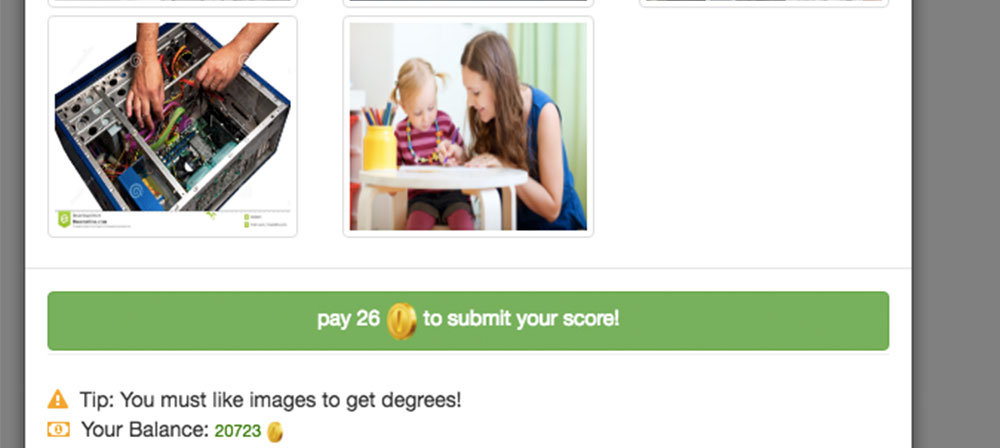 pay 26 to submit your score!
Tip: You must like images to get degrees!
Your Balance: 20723